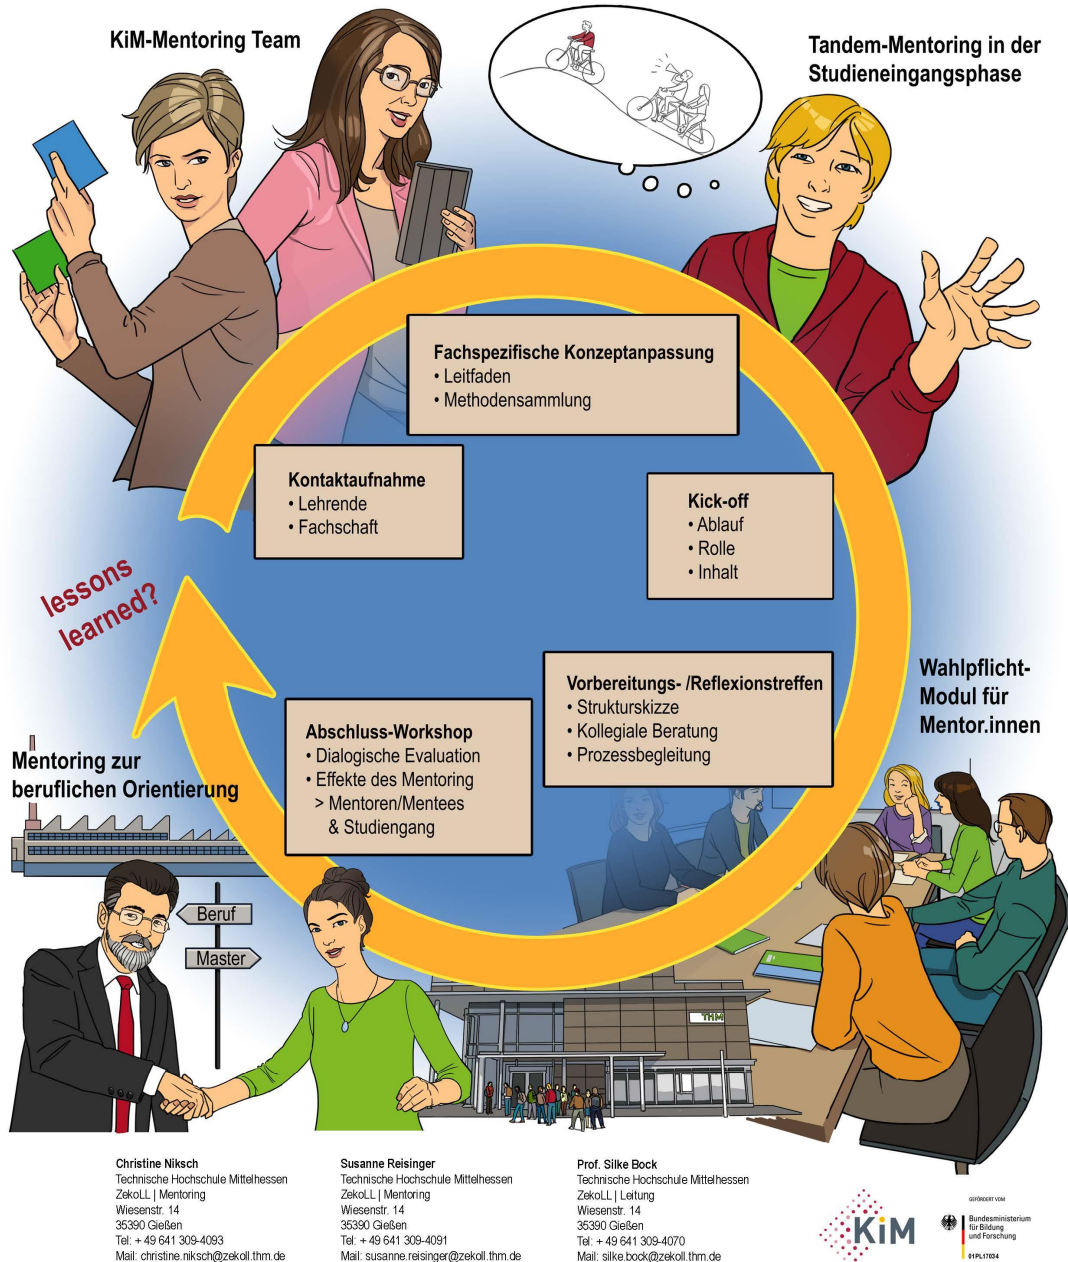 KiM-Mentoring Team
Tandem-Mentoring in der
Studieneingangsphase
Fachspezifische Konzeptanpassung
• Leitfaden
• Methodensammlung
Kontaktaufnahme
• Lehrende
• Fachschaft
Kick-off
• Ablauf
• Rolle
• Inhalt
lessons
learned?
Vorbereitungs- /Reflexionstreffen
• Strukturskizze
• Kollegiale Beratung
• Prozessbegleitung
Wahlpflicht-
Modul für
Mentor.innen
Abschluss-Workshop
• Dialogische Evaluation
• Effekte des Mentoring
> Mentoren/Mentees
& Studiengang
Mentoring zur
beruflichen Orientierung
Beruf
Master
THM
Christine Niksch
Technische Hochschule Mittelhessen
ZekoLL | Mentoring
Wiesenstr. 14
35390 Gießen
Tel: + 49 641 309-4093
Mail: christine.niksch@zekoll.thm.de
Susanne Reisinger
Technische Hochschule Mittelhessen
ZekoLL | Mentoring
Wiesenstr. 14
35390 Gießen
Tel: + 49 641 309-4091
Mail: susanne.reisinger@zekoll.thm.de
Prof. Silke Bock
Technische Hochschule Mittelhessen
ZekoLL | Leitung
Wiesenstr. 14
35390 Gießen
Tel: + 49 641 309-4070
Mail: silke.bock@zekoll.thm.de
KiM
GEFÖRDERT VOM
Bundesministerium
für Bildung
und Forschung
01PL17034